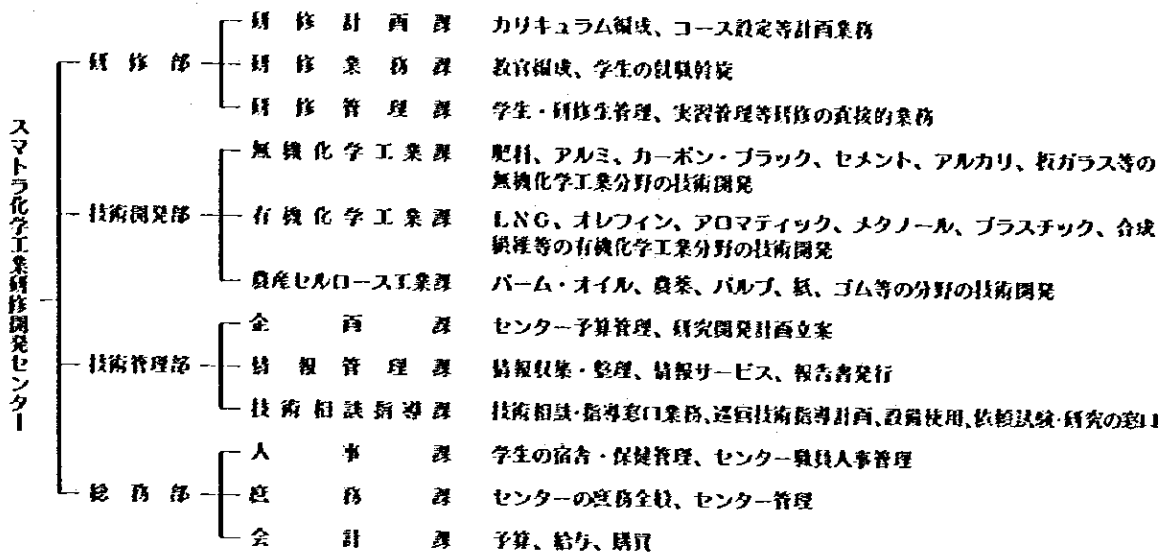 スマトラ化学工業研修開発センター
研修部
研修計画課 カリキュラム編成、コース設定等計画業務
研修業務課 教官編成、学生の就職斡旋
研修管理課 学生・研修生管理、実習管理等研修の直接的業務
技術開発部
無機化学工業課 肥料、アルミ、カーボン・ブラック、セメント、アルカリ、板ガラス等の
無機化学工業分野の技術開発
有機化学工業課 LNG、オレフィン、アロマティック、メタノール、プラスチック、合成
繊維等の有機化学工業分野の技術開発
農産セルロース工業課 パーム・オイル、農薬、パルプ、紙、ゴム等の分野の技術開発
技術管理部
企画課 センター予算管理、研究開発計画立案
情報管理課 情報収集・整理、情報サービス、報告書発行
技術相談指導課 技術相談・指導窓口業務、巡回技術指導計画、設備使用、依頼試験・研究の窓口
総務部
人事課 学生の宿舎・保健管理、センター職員人事管理
庶務課 センターの庶務全般、センター管理
会計課 予算、給与、購買